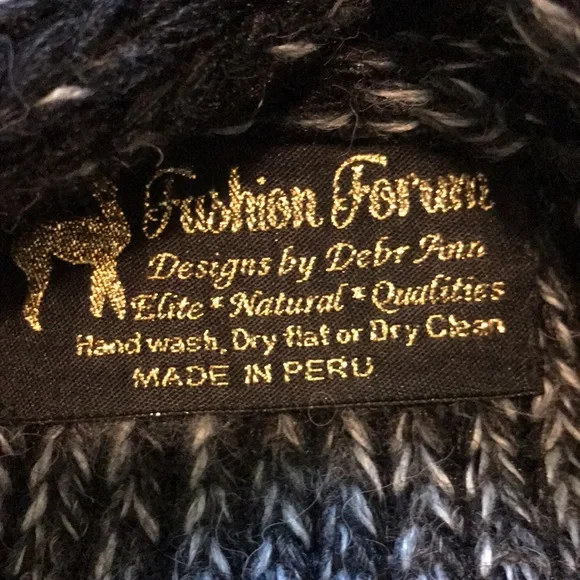 Fashion Forum
Designs by Debr Ann
Elite * Natural * Qualities
Hand wash, Dry flat or Dry Clean
MADE IN PERU